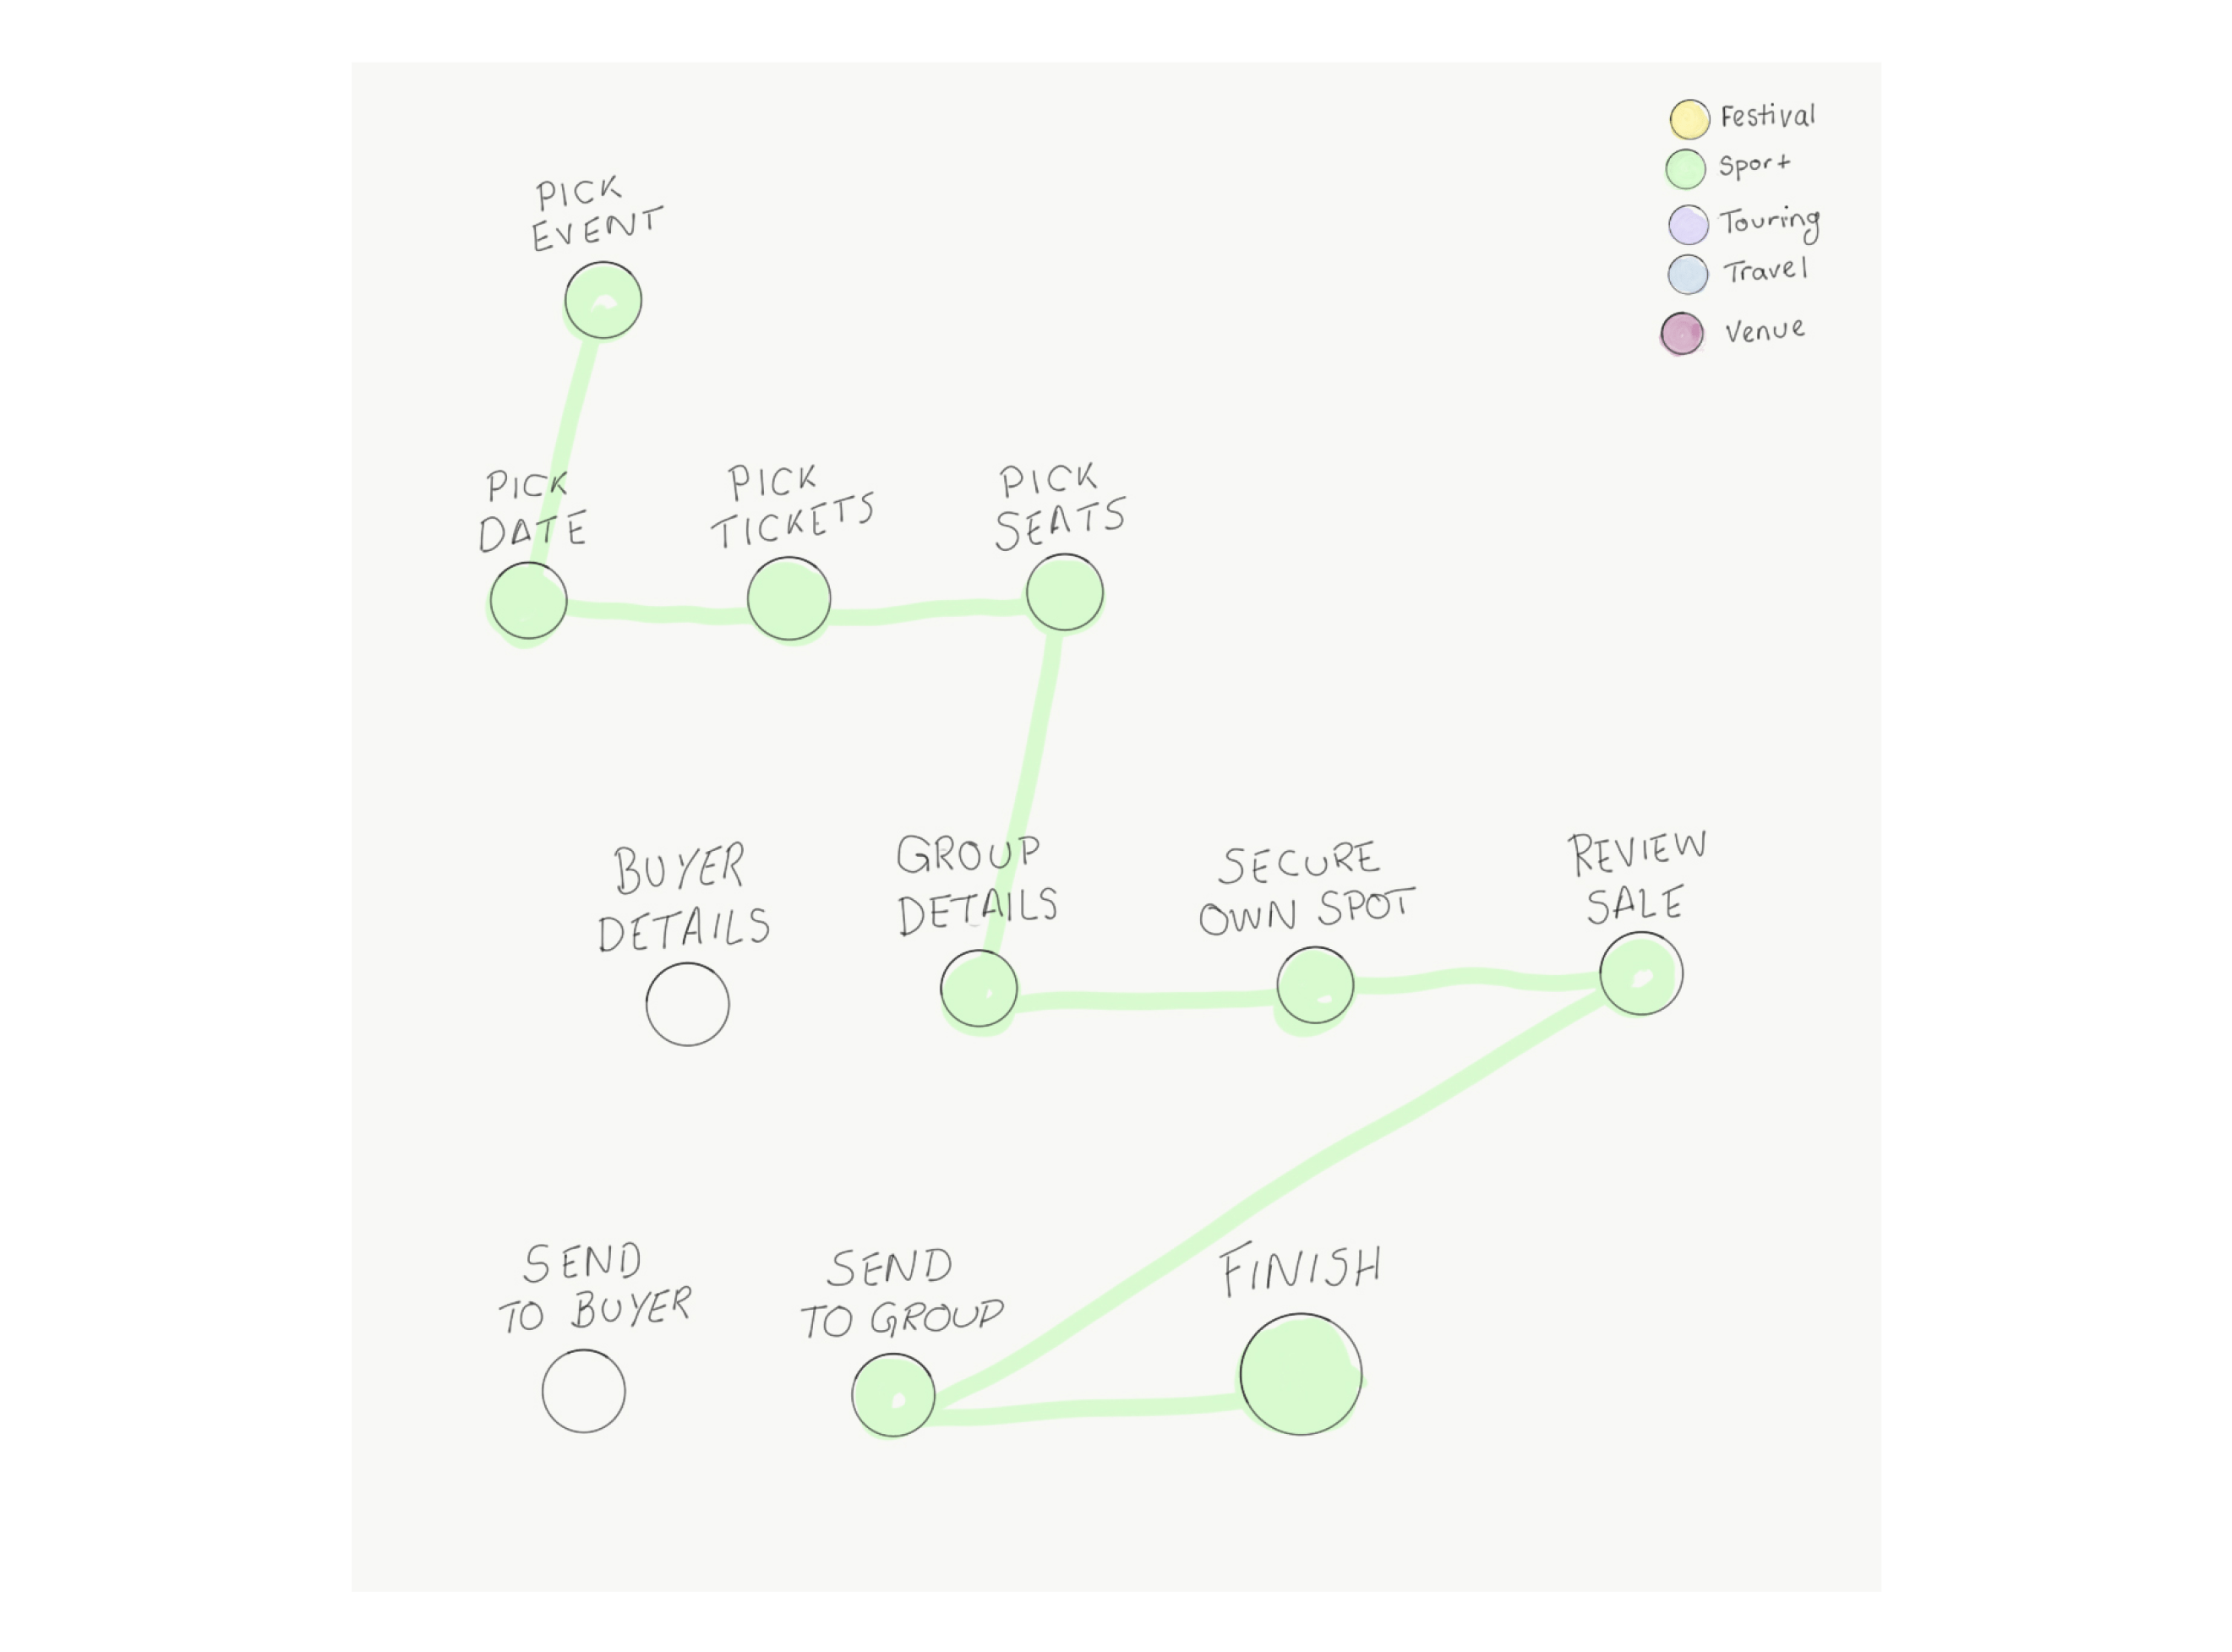 Festival
Sport
Touring
Travel
Venue
PICK
EVENT
PICK
DATE
PICK
TICKETS
PICK
SEATS
BUYER
DETAILS
GROUP
DETAILS
SECURE
OWN SPOT
REVIEW
SALE
SEND
TO BUYER
SEND
TO GROUP
FINISH